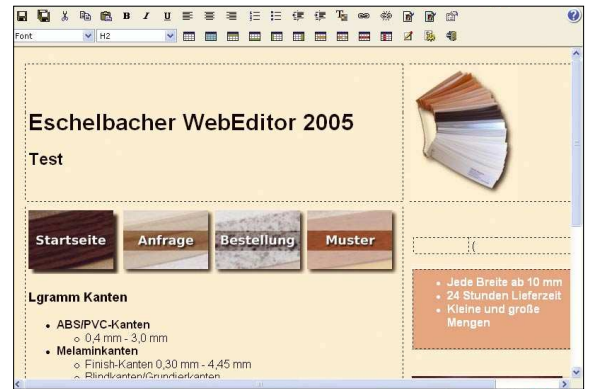 B I U
Font H2
Eschelbacher WebEditor 2005
Test
Startseite Anfrage Bestellung Muster
Lgramm Kanten
• ABS/PVC-Kanten
○ 0,4 mm - 3,0 mm
• Melaminkanten
○ Finish-Kanten 0,30 mm - 4,45 mm
○ Blindkanten/Grundierkanten
(
• Jede Breite ab 10 mm
• 24 Stunden Lieferzeit
• Kleine und große
Mengen